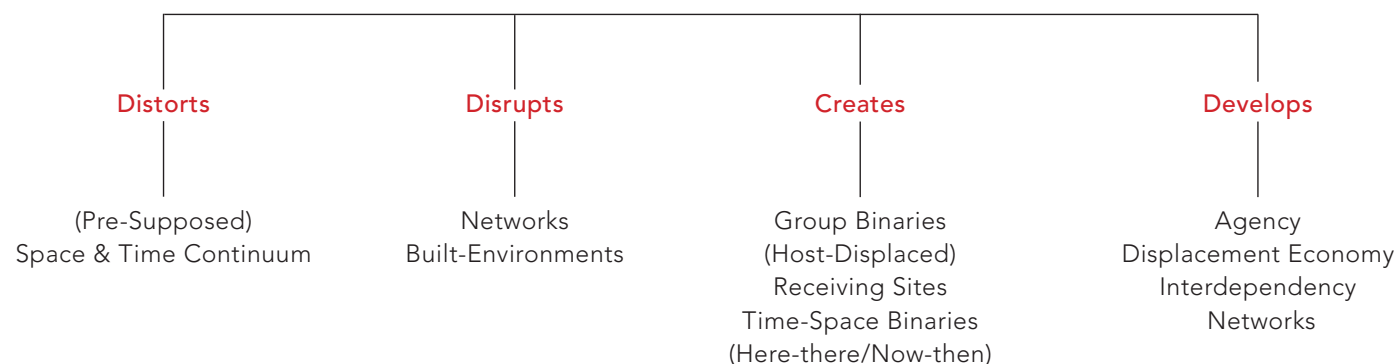 Distorts
Disrupts
Creates
Develops
(Pre-Supposed)
Space & Time Continuum
Networks
Built-Environments
Group Binaries
(Host-Displaced)
Receiving Sites
Time-Space Binaries
(Here-there/Now-then)
Agency
Displacement Economy
Interdependency
Networks